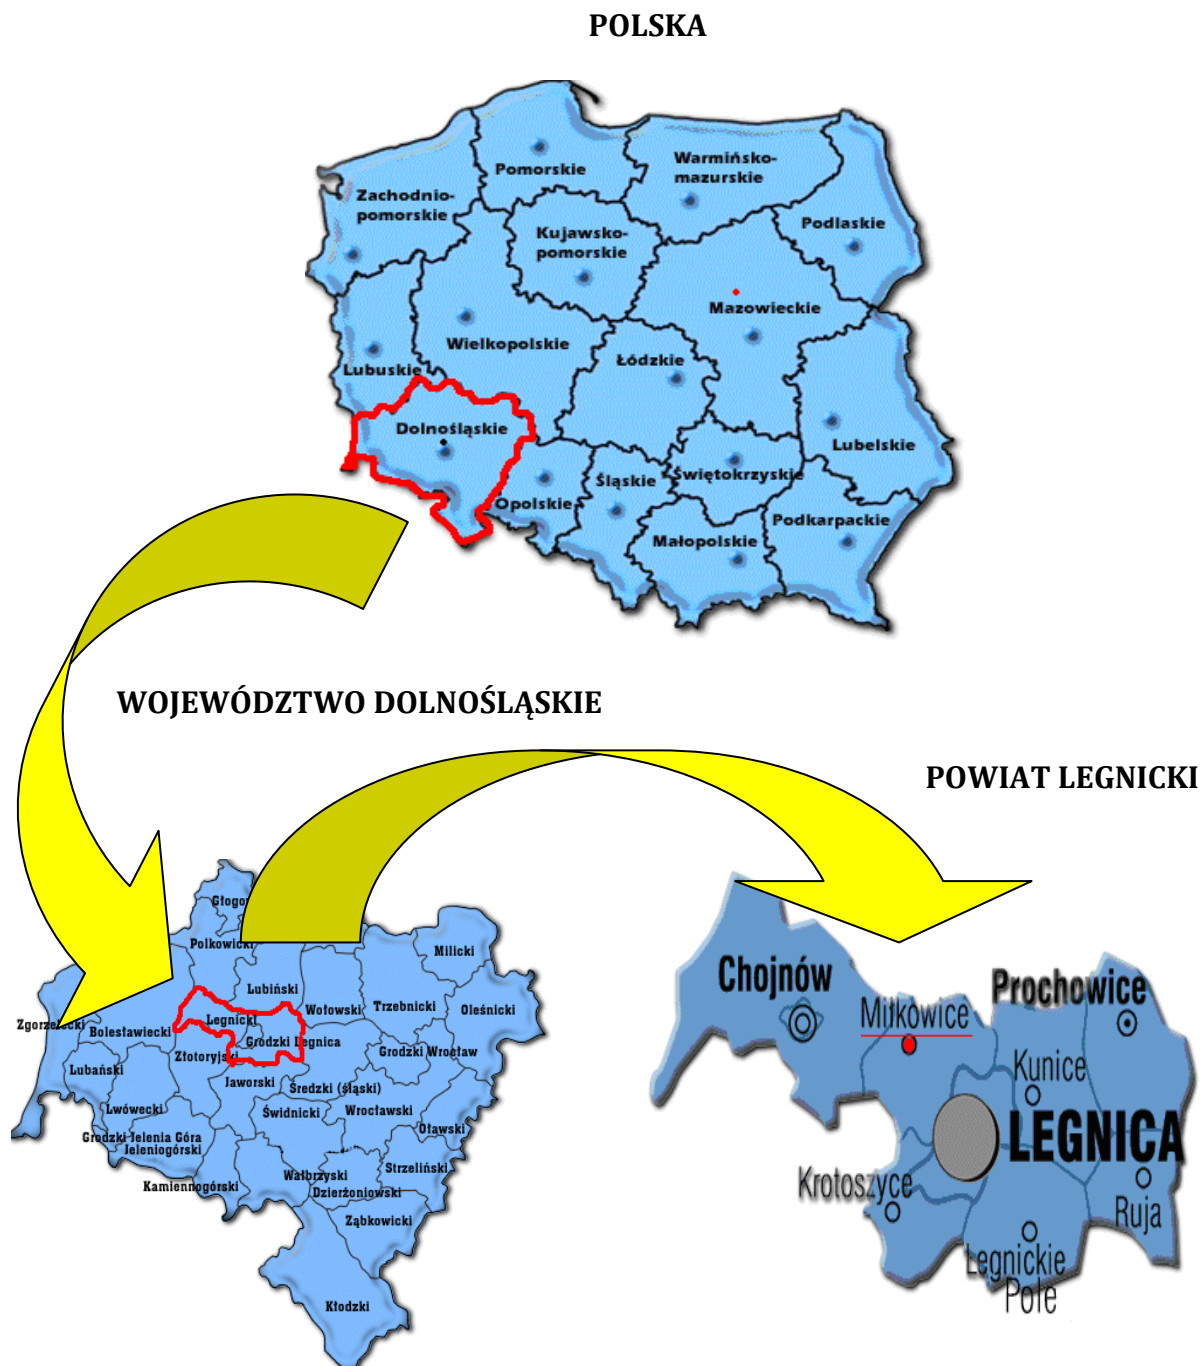 POLSKA
Pomorskie
Warmińsko-
mazurskie
Zachodnio-
pomorskie
Podlaskie
Kujawsko-
pomorskie
Mazowieckie
Wielkopolskie
Łódzkie
Lubuskie
Dolnośląskie
Lubelskie
Świętokrzyskie
Śląskie
Opolskie
Podkarpackie
Małopolskie
WOJEWÓDZTWO DOLNOŚLĄSKIE
POWIAT LEGNICKI
Głogo
Polkowicki
Milicki
Lubiński
Wołowski
Trzebnicki
Oleśnicki
Zgorzelecki
Bolesławiecki
Legnicki
Grodzki Legnica
Złotoryjski
Grodzki Wrocław
Lubański
Jaworski
Średzki (śląski)
Lwówecki
Świdnicki
Wrocławski
Oławski
Grodzki Jelenia Góra
Jeleniogórski
Strzeliński
Wałbrzyski
Kamiennogórski
Dzierżoniowski
Ząbkowicki
Kłodzki
Chojnów
Prochowice
Miłkowice
Kunice
LEGNICA
Krotoszyce
Ruja
Legnickie
Pole